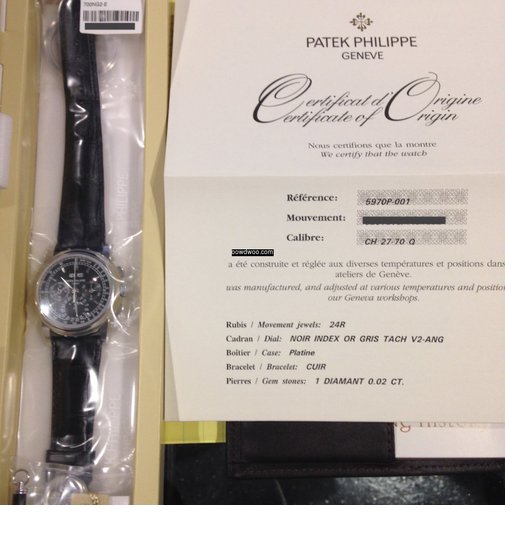 700NG2-E
PATEK PHILIPPE
GENEVE
Certificat d'Origine
Certificate of Origin
Nous certifions que la montre
We certify that the watch
Référence: 5970P-001
Mouvement:
Calibre: CH 27-70 Q
powdwoo.com
a été construite et réglée aux diverses températures et positions dans
ateliers de Genève.
was manufactured, and adjusted at various temperatures and position
our Geneva workshops.
Rubis / Movement jewels: 24R
Cadran / Dial: NOIR INDEX OR GRIS TACH V2-ANG
Boîtier / Case: Platine
Bracelet / Bracelet: CUIR
Pierres / Gem stones: 1 DIAMANT 0.02 CT.
PHILIPPE